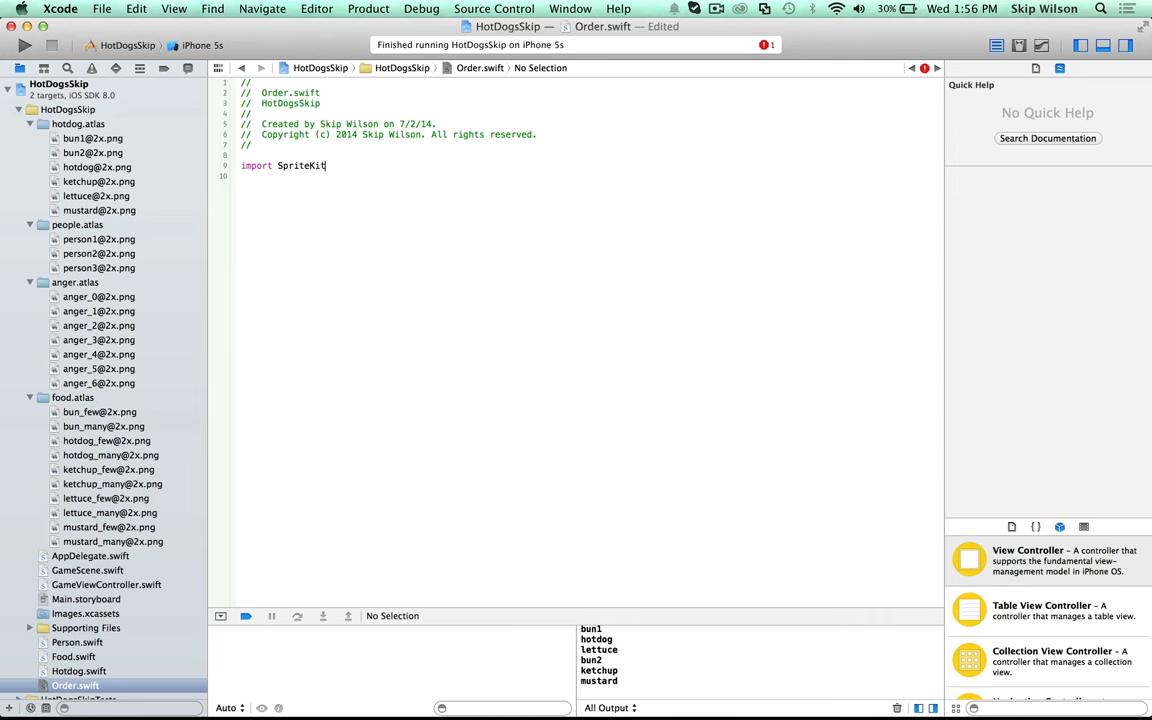 Xcode File Edit View Find Navigate Editor Product Debug Source Control Window Help 30% Wed 1:56 PM Skip Wilson
HotDogsSkip — Order.swift — Edited
HotDogsSkip 〉 iPhone 5s
Finished running HotDogsSkip on iPhone 5s
1
HotDogsSkip 〉 HotDogsSkip 〉 Order.swift 〉 No Selection
HotDogsSkip
2 targets, iOS SDK 8.0
HotDogsSkip
hotdog.atlas
bun1@2x.png
bun2@2x.png
hotdog@2x.png
ketchup@2x.png
lettuce@2x.png
mustard@2x.png
people.atlas
person1@2x.png
person2@2x.png
person3@2x.png
anger.atlas
anger_0@2x.png
anger_1@2x.png
anger_2@2x.png
anger_3@2x.png
anger_4@2x.png
anger_5@2x.png
anger_6@2x.png
food.atlas
bun_few@2x.png
bun_many@2x.png
hotdog_few@2x.png
hotdog_many@2x.png
ketchup_few@2x.png
ketchup_many@2x.png
lettuce_few@2x.png
lettuce_many@2x.png
mustard_few@2x.png
mustard_many@2x.png
AppDelegate.swift
GameScene.swift
GameViewController.swift
Main.storyboard
Images.xcassets
Supporting Files
Person.swift
Food.swift
Hotdog.swift
Order.swift
1 //
2 // Order.swift
3 // HotDogsSkip
4 //
5 // Created by Skip Wilson on 7/2/14.
6 // Copyright (c) 2014 Skip Wilson. All rights reserved.
7 //
8
9 import SpriteKit
10
No Selection
bun1
hotdog
lettuce
bun2
ketchup
mustard
Auto
All Output
Quick Help
No Quick Help
Search Documentation
{ }
View Controller – A controller that
supports the fundamental view-
management model in iPhone OS.
Table View Controller – A
controller that manages a table view.
Collection View Controller – A
controller that manages a collection
view.